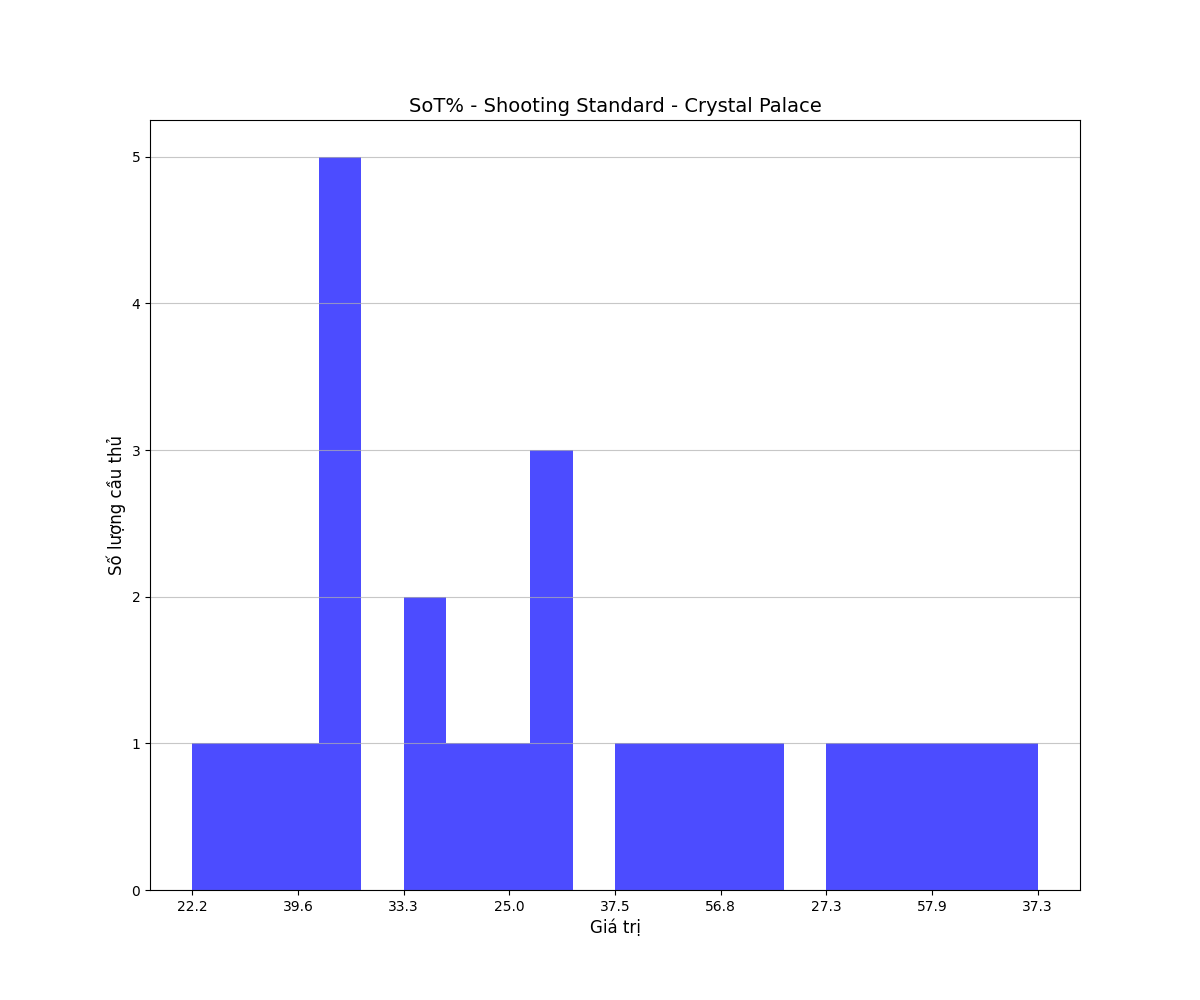 SoT% - Shooting Standard - Crystal Palace
Số lượng cầu thủ
5
4
3
2
1
0
22.2 39.6 33.3 25.0 37.5 56.8 27.3 57.9 37.3
Giá trị